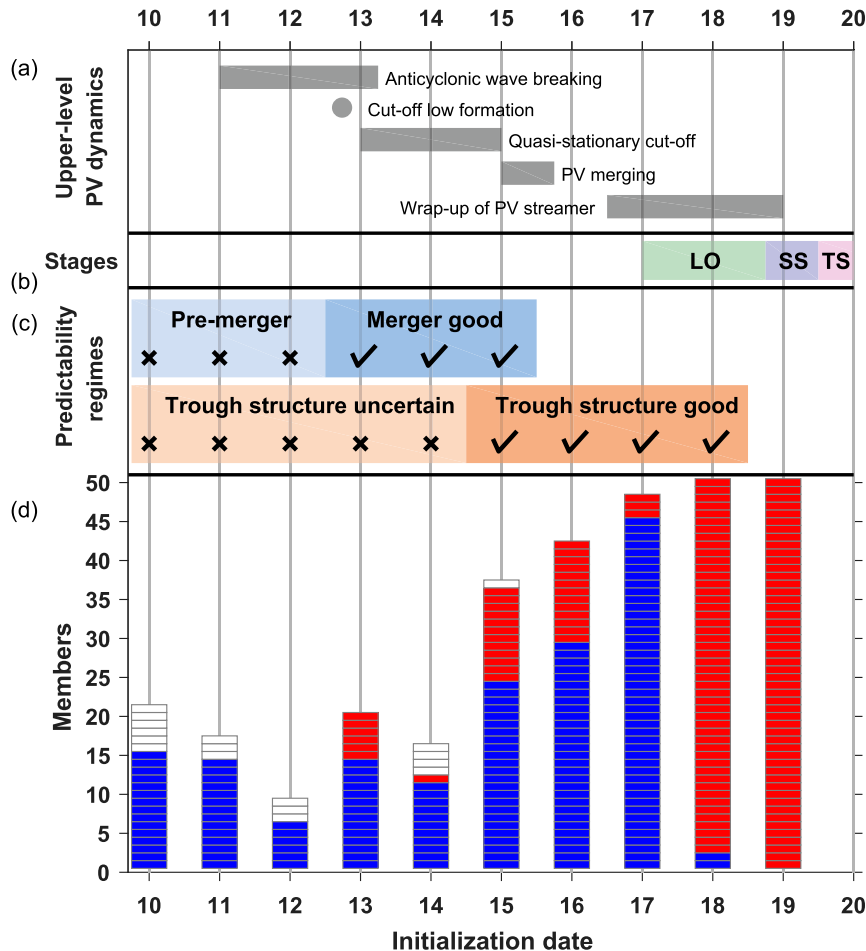 10 11 12 13 14 15 16 17 18 19 20
(a)
Upper-level
PV dynamics
Anticyclonic wave breaking
Cut-off low formation
Quasi-stationary cut-off
PV merging
Wrap-up of PV streamer
(b)
Stages
LO SS TS
(c)
Predictability
regimes
Pre-merger Merger good
Trough structure uncertain Trough structure good
(d)
Members
50
45
40
35
30
25
20
15
10
5
0
10 11 12 13 14 15 16 17 18 19 20
Initialization date